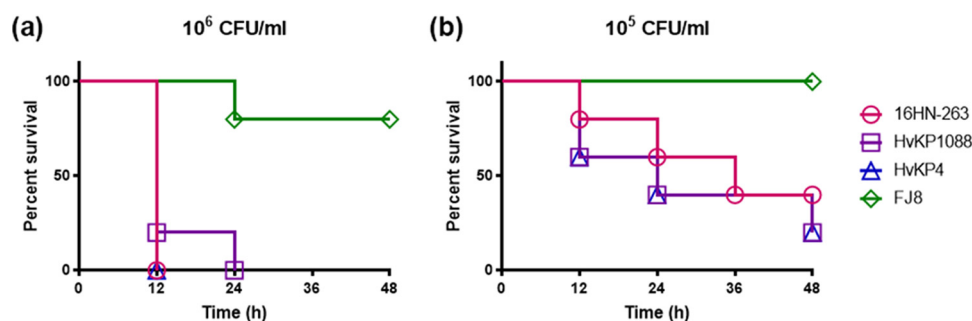 (a)
10⁶ CFU/ml
Percent survival
100
50
0
0 12 24 36 48
Time (h)
(b)
10⁵ CFU/ml
Percent survival
100
50
0
0 12 24 36 48
Time (h)
16HN-263
HvKP1088
HvKP4
FJ8